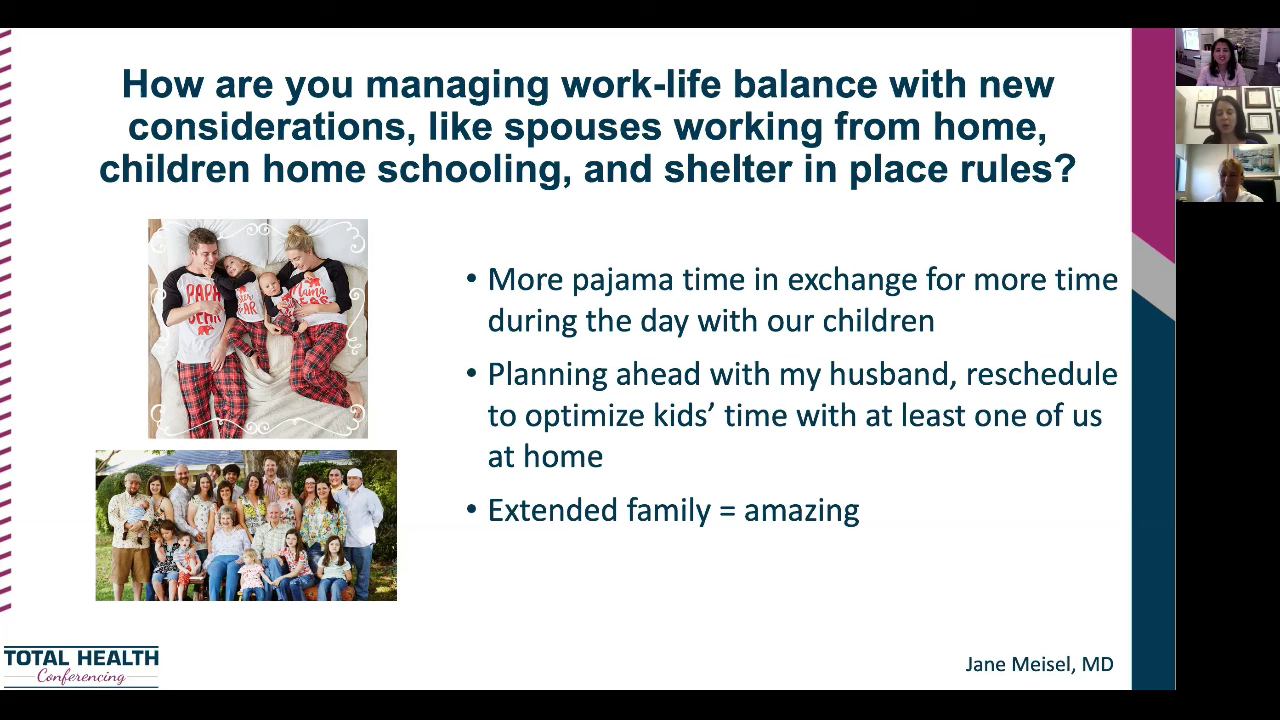 How are you managing work-life balance with new
considerations, like spouses working from home,
children home schooling, and shelter in place rules?
PAPA
BEAR
Mama
• More pajama time in exchange for more time
during the day with our children
• Planning ahead with my husband, reschedule
to optimize kids’ time with at least one of us
at home
• Extended family = amazing
TOTAL HEALTH
Conferencing
Jane Meisel, MD